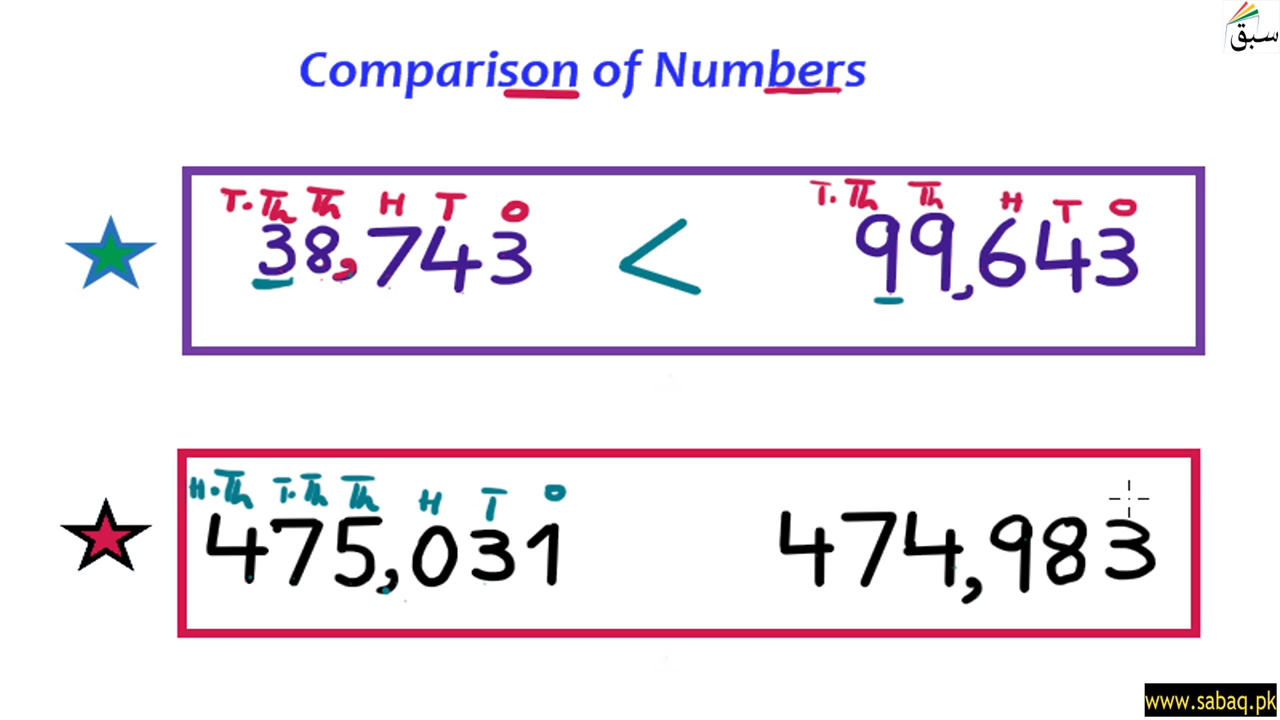 سبق
Comparison of Numbers
T.Th Th H T O T.Th Th H T O
38,743 < 99,643
H.Th T.Th Th H T O
475,031 474,983
www.sabaq.pk